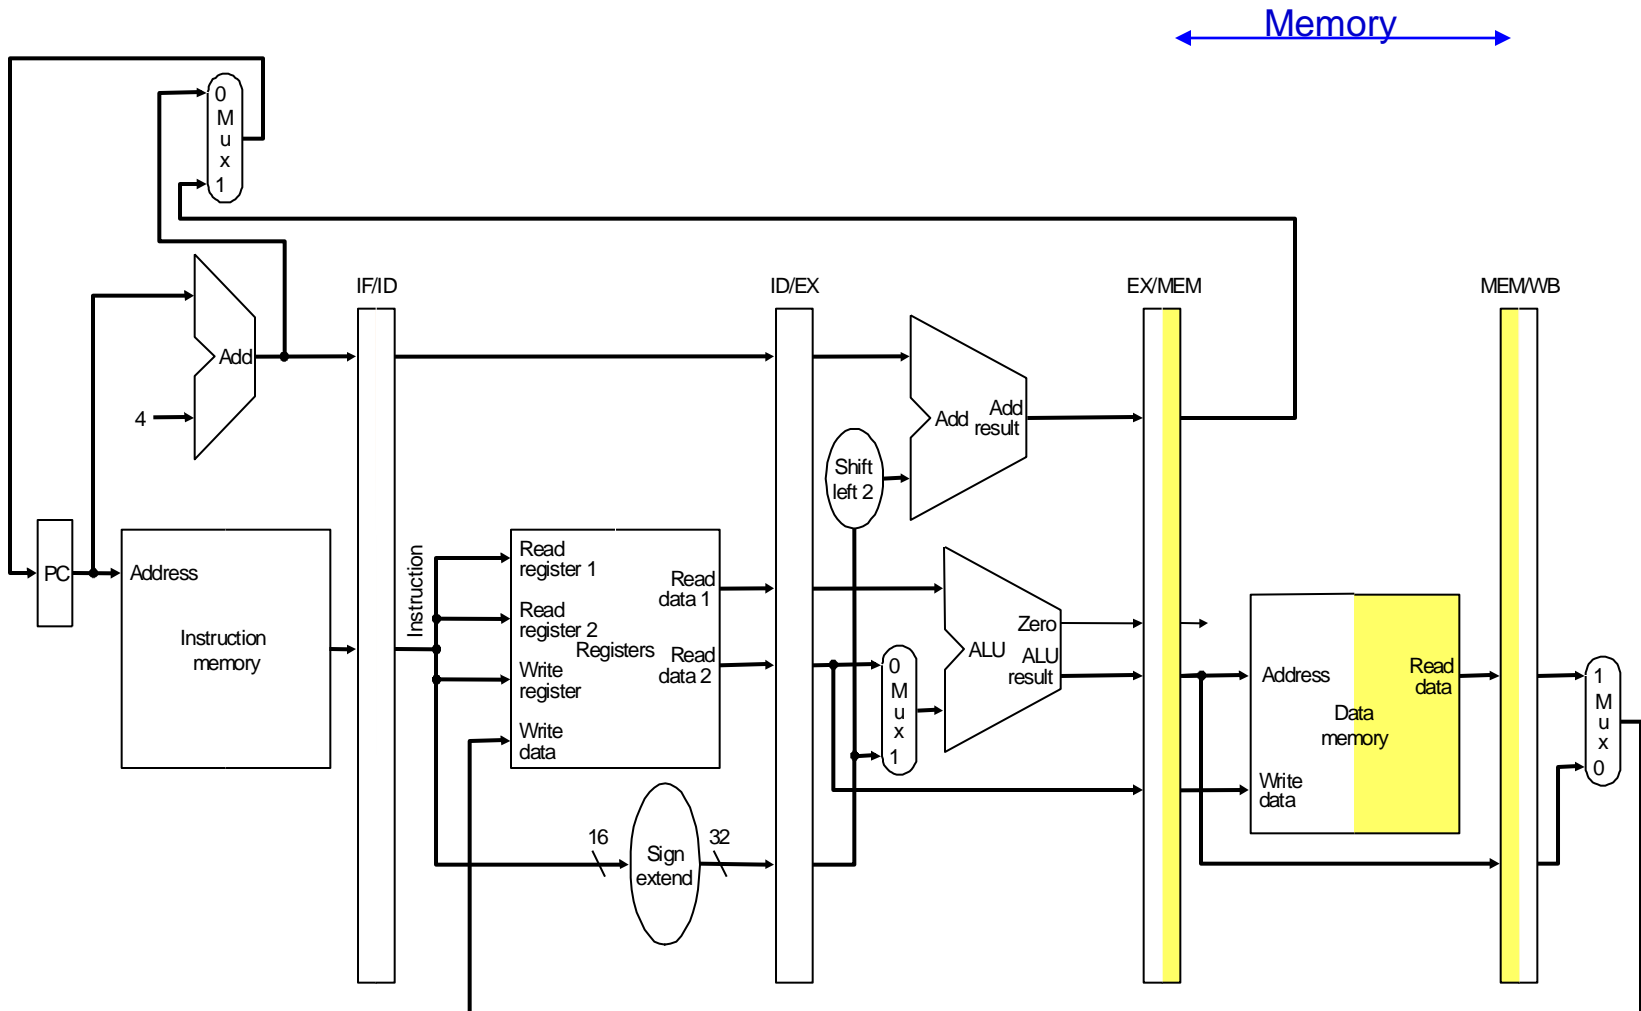 Memory
0
M
u
x
1
IF/ID
ID/EX
EX/MEM
MEM/WB
Add
4
Add
Add
result
Shift
left 2
PC
Address
Instruction
memory
Instruction
Read
register 1
Read
register 2
Write
register
Write
data
Registers
Read
data 1
Read
data 2
0
M
u
x
1
Zero
ALU
ALU
result
Address
Read
data
Data
memory
Write
data
1
M
u
x
0
16
Sign
extend
32